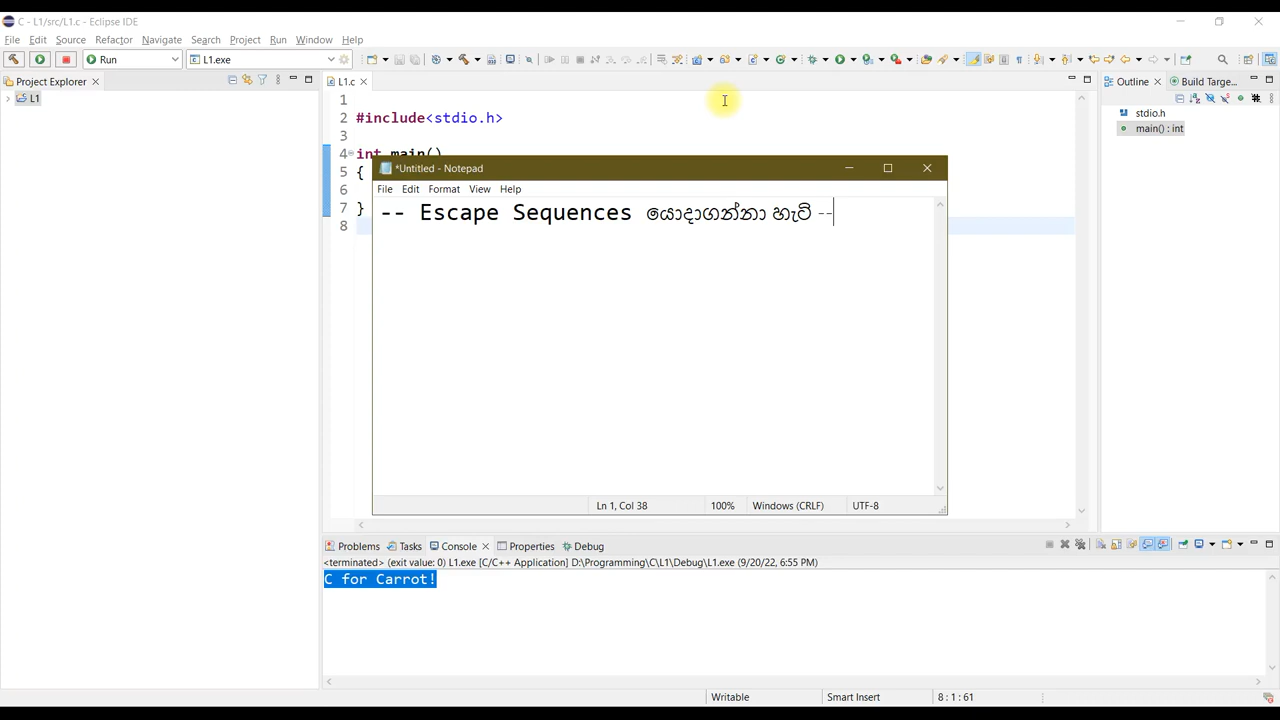 C - L1/src/L1.c - Eclipse IDE
File Edit Source Refactor Navigate Search Project Run Window Help
Run L1.exe
Project Explorer
L1
L1.c
1
2 #include<stdio.h>
3
4 int main()
5 {
6
7 }
8
*Untitled - Notepad
File Edit Format View Help
-- Escape Sequences යොදාගන්නා හැටි --
Ln 1, Col 38 100% Windows (CRLF) UTF-8
Outline Build Targe...
stdio.h
main() : int
Problems Tasks Console Properties Debug
<terminated> (exit value: 0) L1.exe [C/C++ Application] D:\Programming\C\L1\Debug\L1.exe (9/20/22, 6:55 PM)
C for Carrot!
Writable Smart Insert 8 : 1 : 61